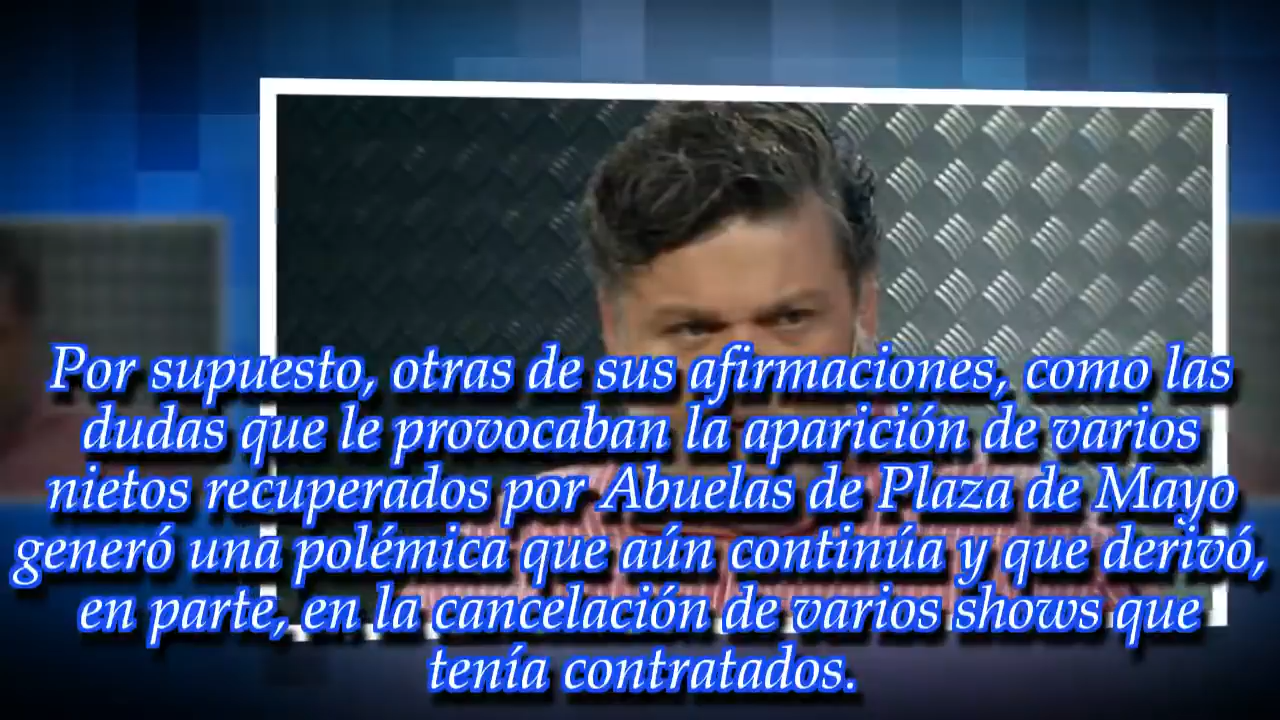 Por supuesto, otras de sus afirmaciones, como las
dudas que le provocaban la aparición de varios
nietos recuperados por Abuelas de Plaza de Mayo
generó una polémica que aún continúa y que derivó,
en parte, en la cancelación de varios shows que
tenía contratados.